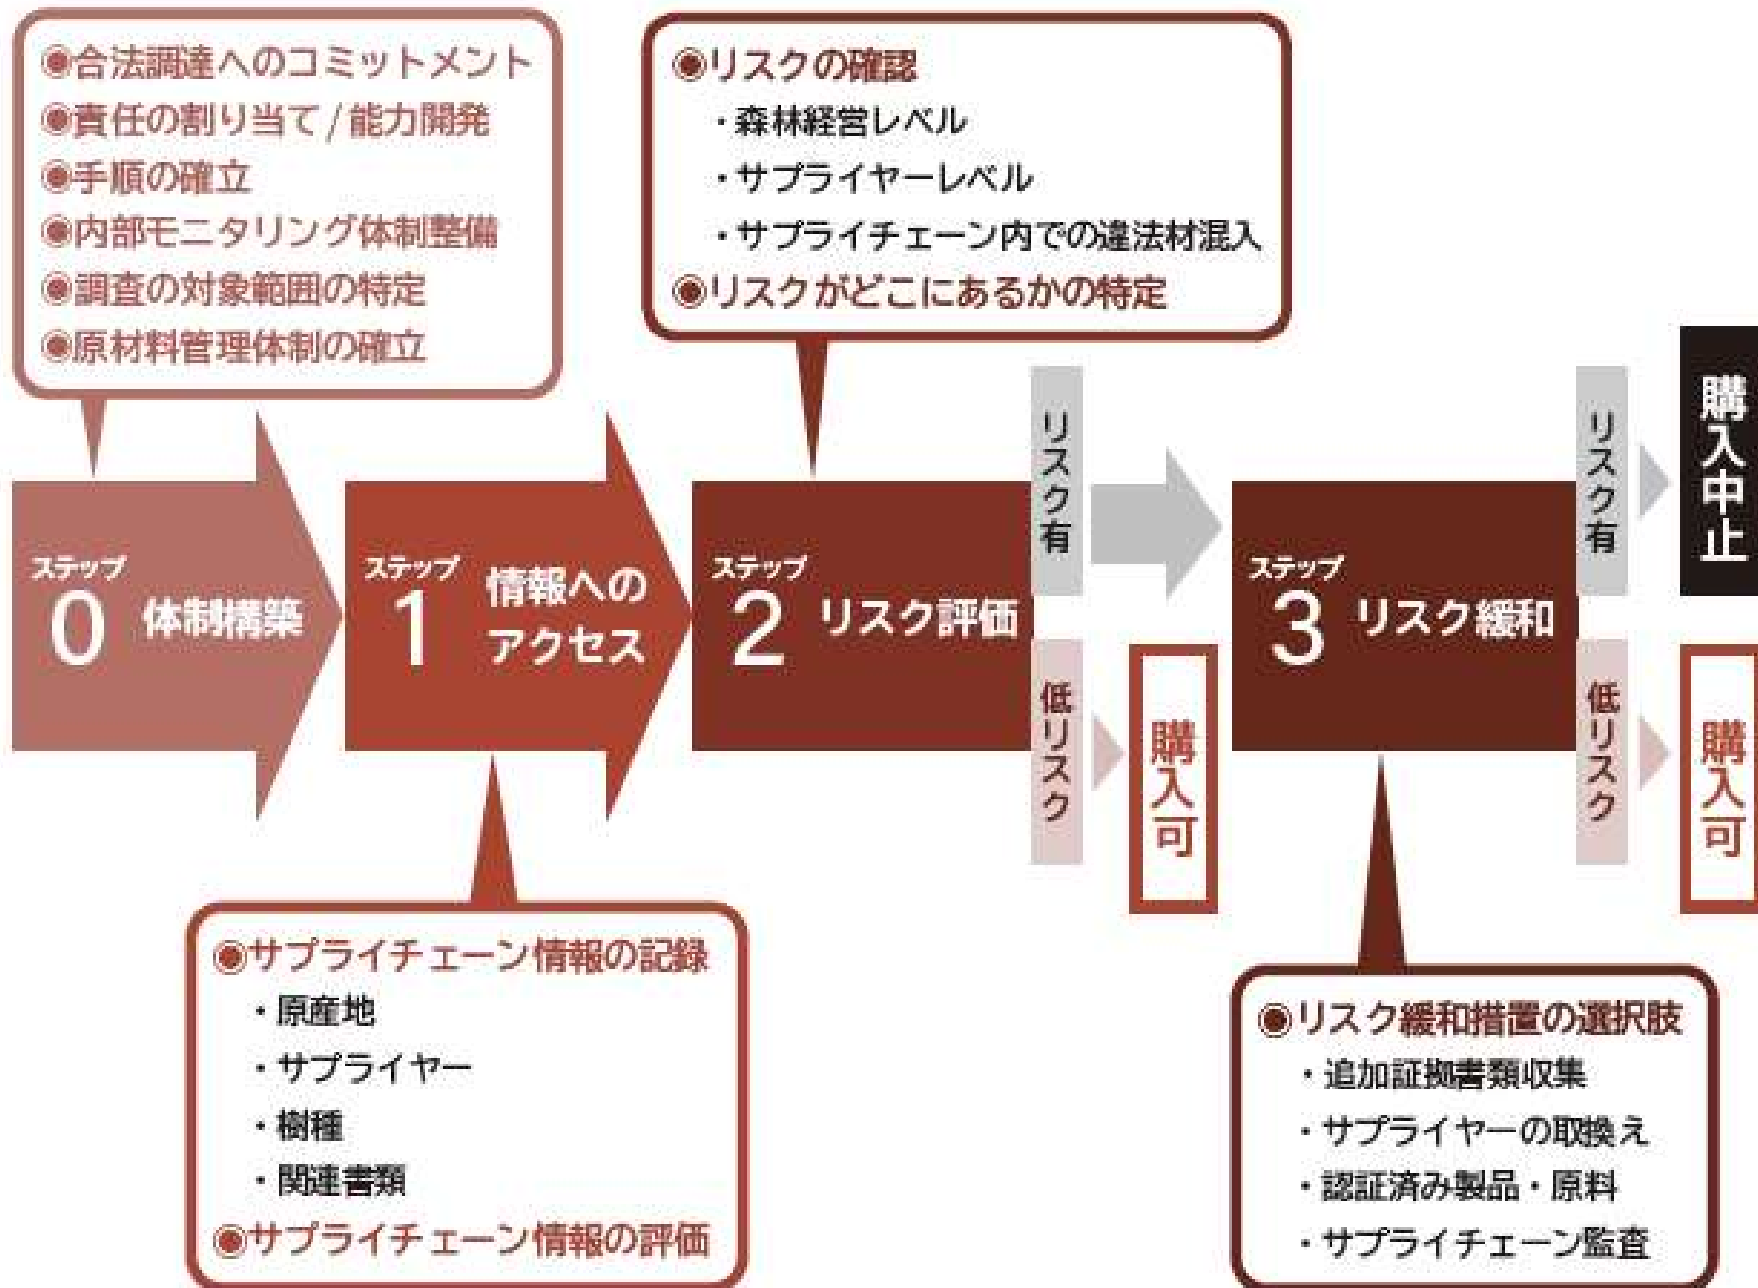 ◉合法調達へのコミットメント
◉責任の割り当て/能力開発
◉手順の確立
◉内部モニタリング体制整備
◉調査の対象範囲の特定
◉原材料管理体制の確立
◉リスクの確認
・森林経営レベル
・サプライヤーレベル
・サプライチェーン内での違法材混入
◉リスクがどこにあるかの特定
ステップ
0
体制構築
ステップ
1
情報への
アクセス
ステップ
2
リスク評価
リスク有
低リスク
購入可
ステップ
3
リスク緩和
リスク有
購入中止
低リスク
購入可
◉サプライチェーン情報の記録
・原産地
・サプライヤー
・樹種
・関連書類
◉サプライチェーン情報の評価
◉リスク緩和措置の選択肢
・追加証拠書類収集
・サプライヤーの取換え
・認証済み製品・原料
・サプライチェーン監査